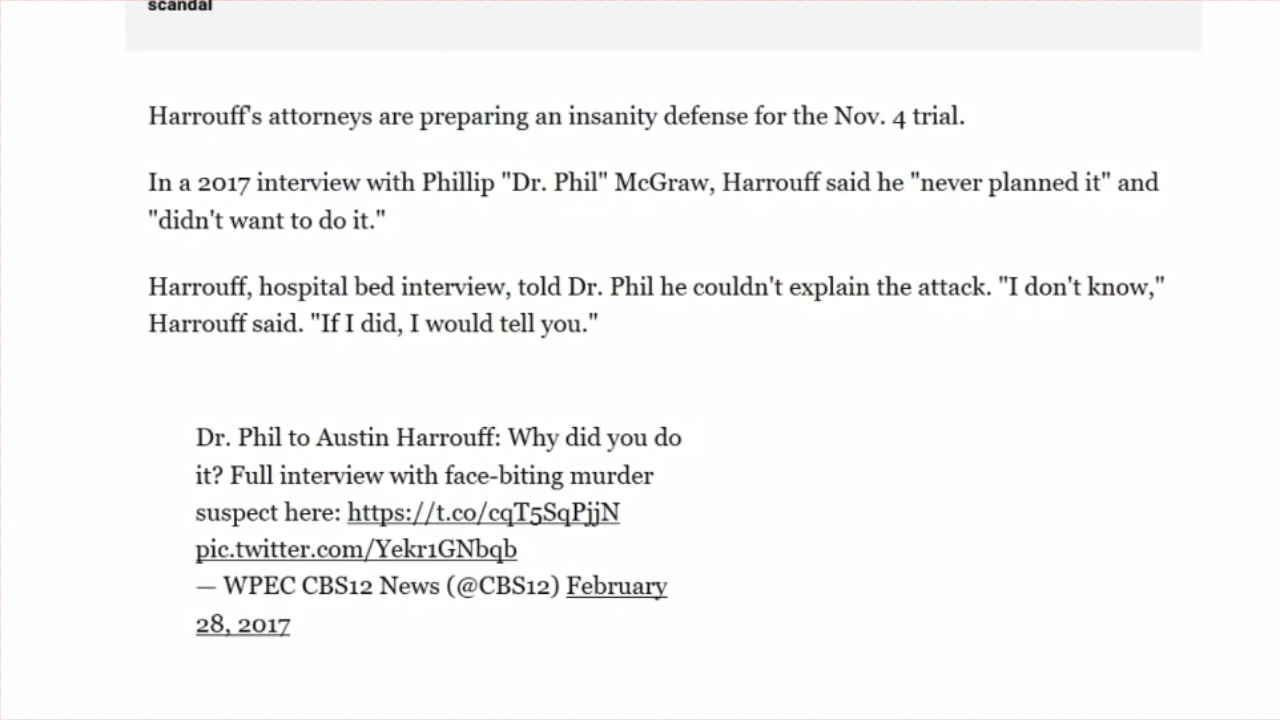 scandal
Harrouff's attorneys are preparing an insanity defense for the Nov. 4 trial.
In a 2017 interview with Phillip "Dr. Phil" McGraw, Harrouff said he "never planned it" and
"didn't want to do it."
Harrouff, hospital bed interview, told Dr. Phil he couldn't explain the attack. "I don't know,"
Harrouff said. "If I did, I would tell you."
Dr. Phil to Austin Harrouff: Why did you do
it? Full interview with face-biting murder
suspect here: https://t.co/cqT5SqPjjN
pic.twitter.com/Yekr1GNbqb
— WPEC CBS12 News (@CBS12) February
28, 2017